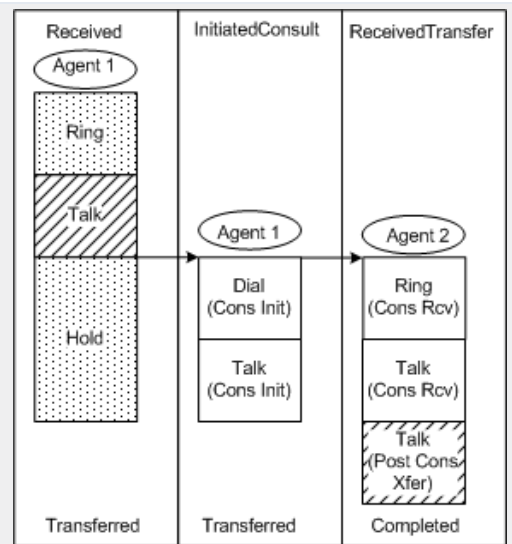 Received
InitiatedConsult
ReceivedTransfer
Agent 1
Ring
Talk
Hold
Agent 1
Dial
(Cons Init)
Talk
(Cons Init)
Agent 2
Ring
(Cons Rcv)
Talk
(Cons Rcv)
Talk
(Post Cons
Xfer)
Transferred
Transferred
Completed